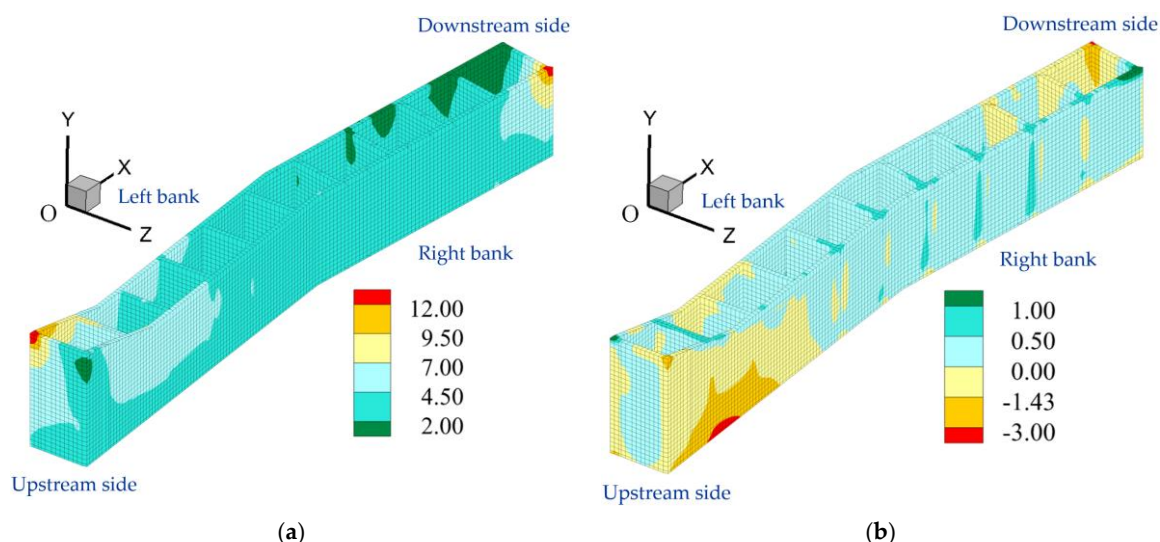 Downstream side
Y
X
O
Z
Left bank
Right bank
12.00
9.50
7.00
4.50
2.00
Upstream side
(a)
Downstream side
Y
X
O
Z
Left bank
Right bank
1.00
0.50
0.00
-1.43
-3.00
Upstream side
(b)